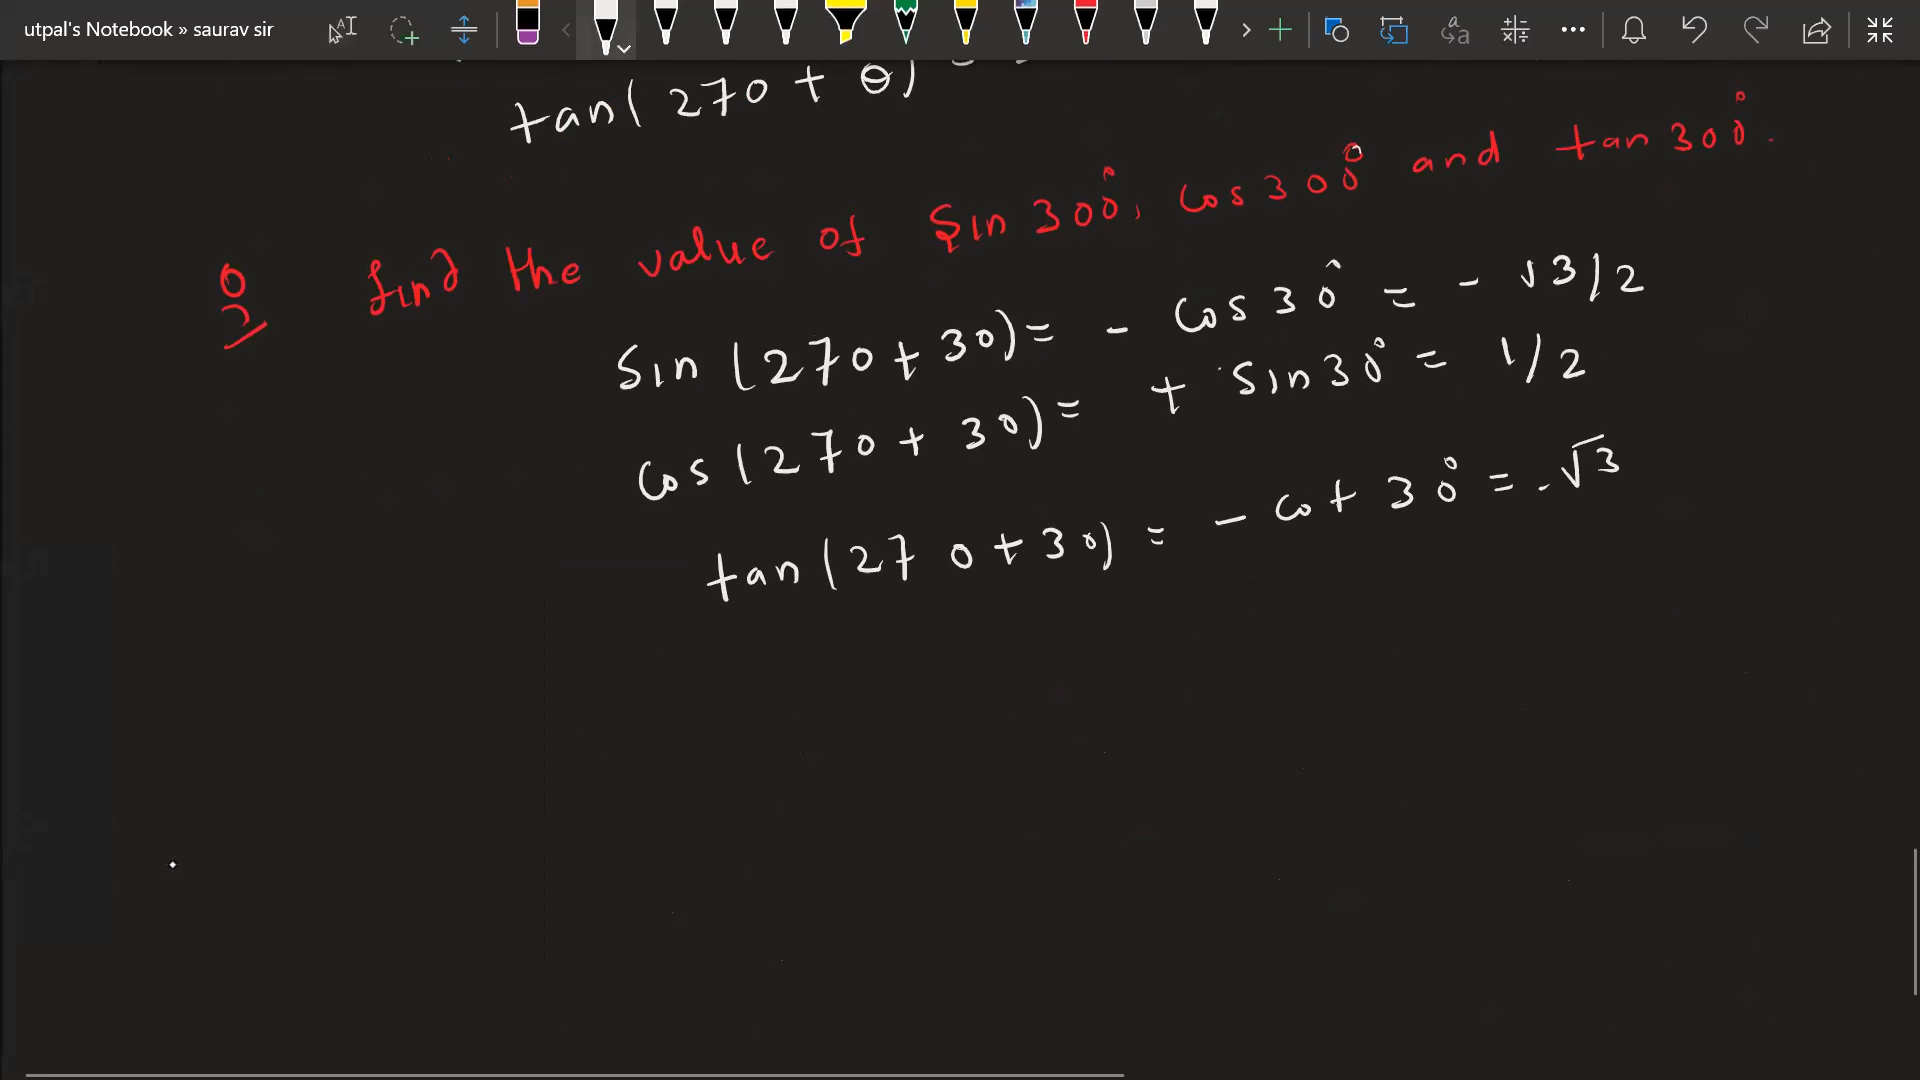 utpal's Notebook » saurav sir
tan(270 + θ) =
Q find the value of Sin 300°, Cos 300° and tan 300°.
Sin (270+30) = - Cos 30° = - √3/2
Cos (270+30) = + Sin 30° = 1/2
tan (270+30) = - Cot 30° = -√3